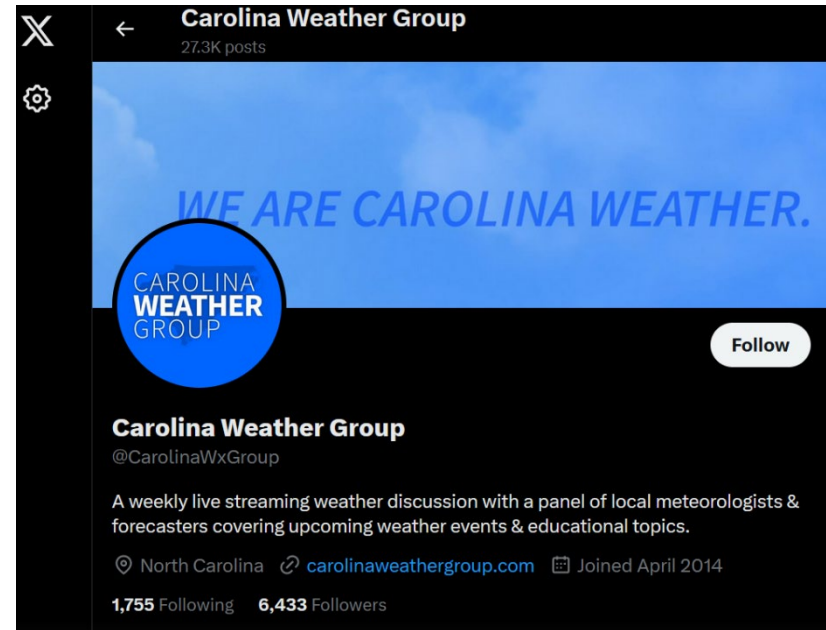 Carolina Weather Group
27.3K posts
WE ARE CAROLINA WEATHER.
CAROLINA
WEATHER
GROUP
Follow
Carolina Weather Group
@CarolinaWxGroup
A weekly live streaming weather discussion with a panel of local meteorologists &
forecasters covering upcoming weather events & educational topics.
North Carolina carolinaweathergroup.com Joined April 2014
1,755 Following 6,433 Followers